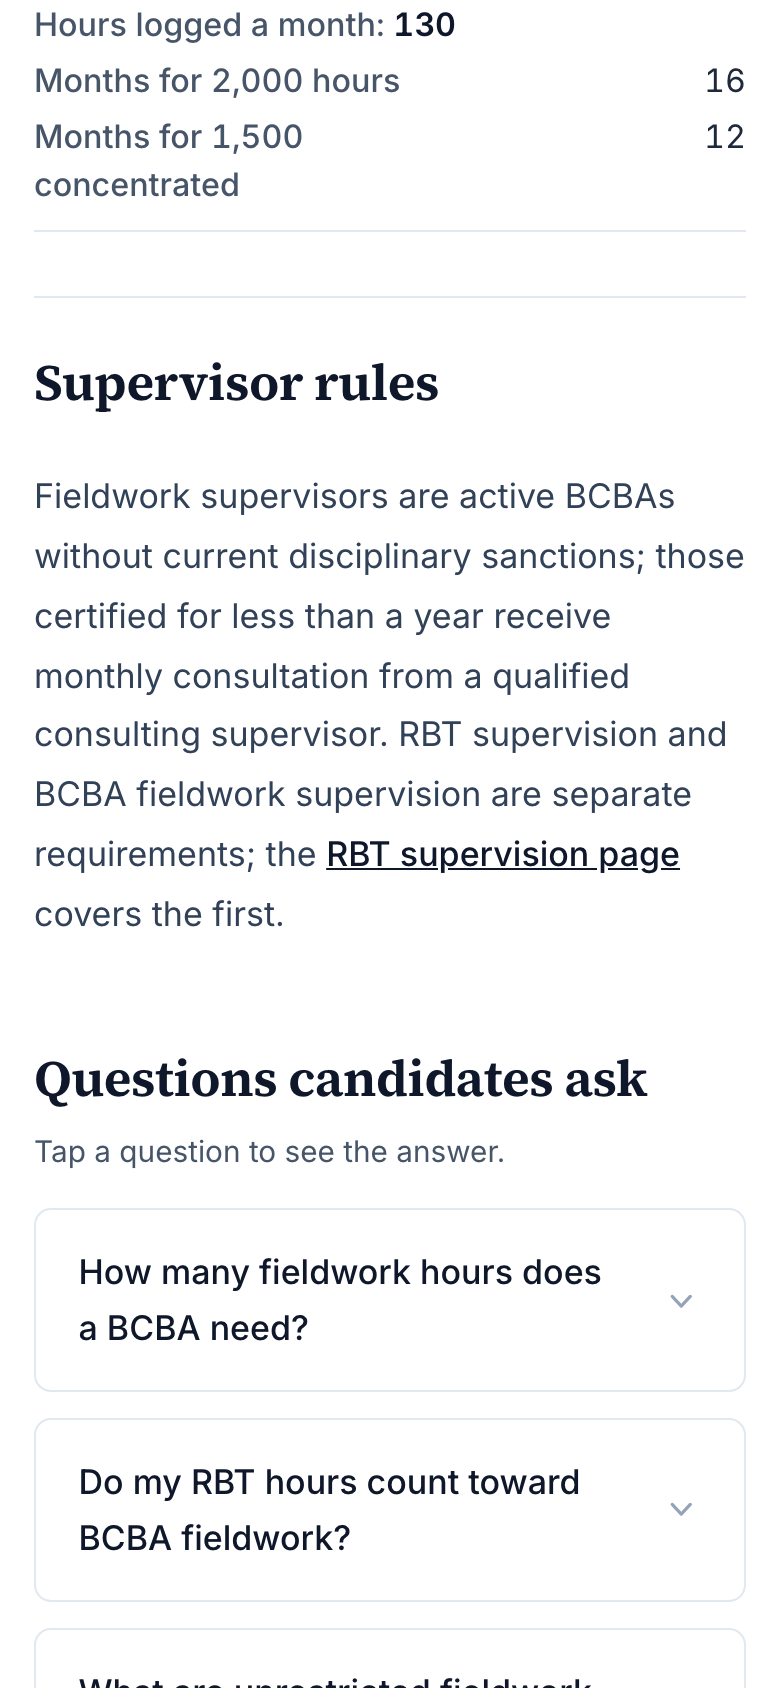 Hours logged a month: 130
Months for 2,000 hours 16
Months for 1,500 12
concentrated
Supervisor rules
Fieldwork supervisors are active BCBAs
without current disciplinary sanctions; those
certified for less than a year receive
monthly consultation from a qualified
consulting supervisor. RBT supervision and
BCBA fieldwork supervision are separate
requirements; the RBT supervision page
covers the first.
Questions candidates ask
Tap a question to see the answer.
How many fieldwork hours does
a BCBA need?
Do my RBT hours count toward
BCBA fieldwork?
What are unrestricted fieldwork